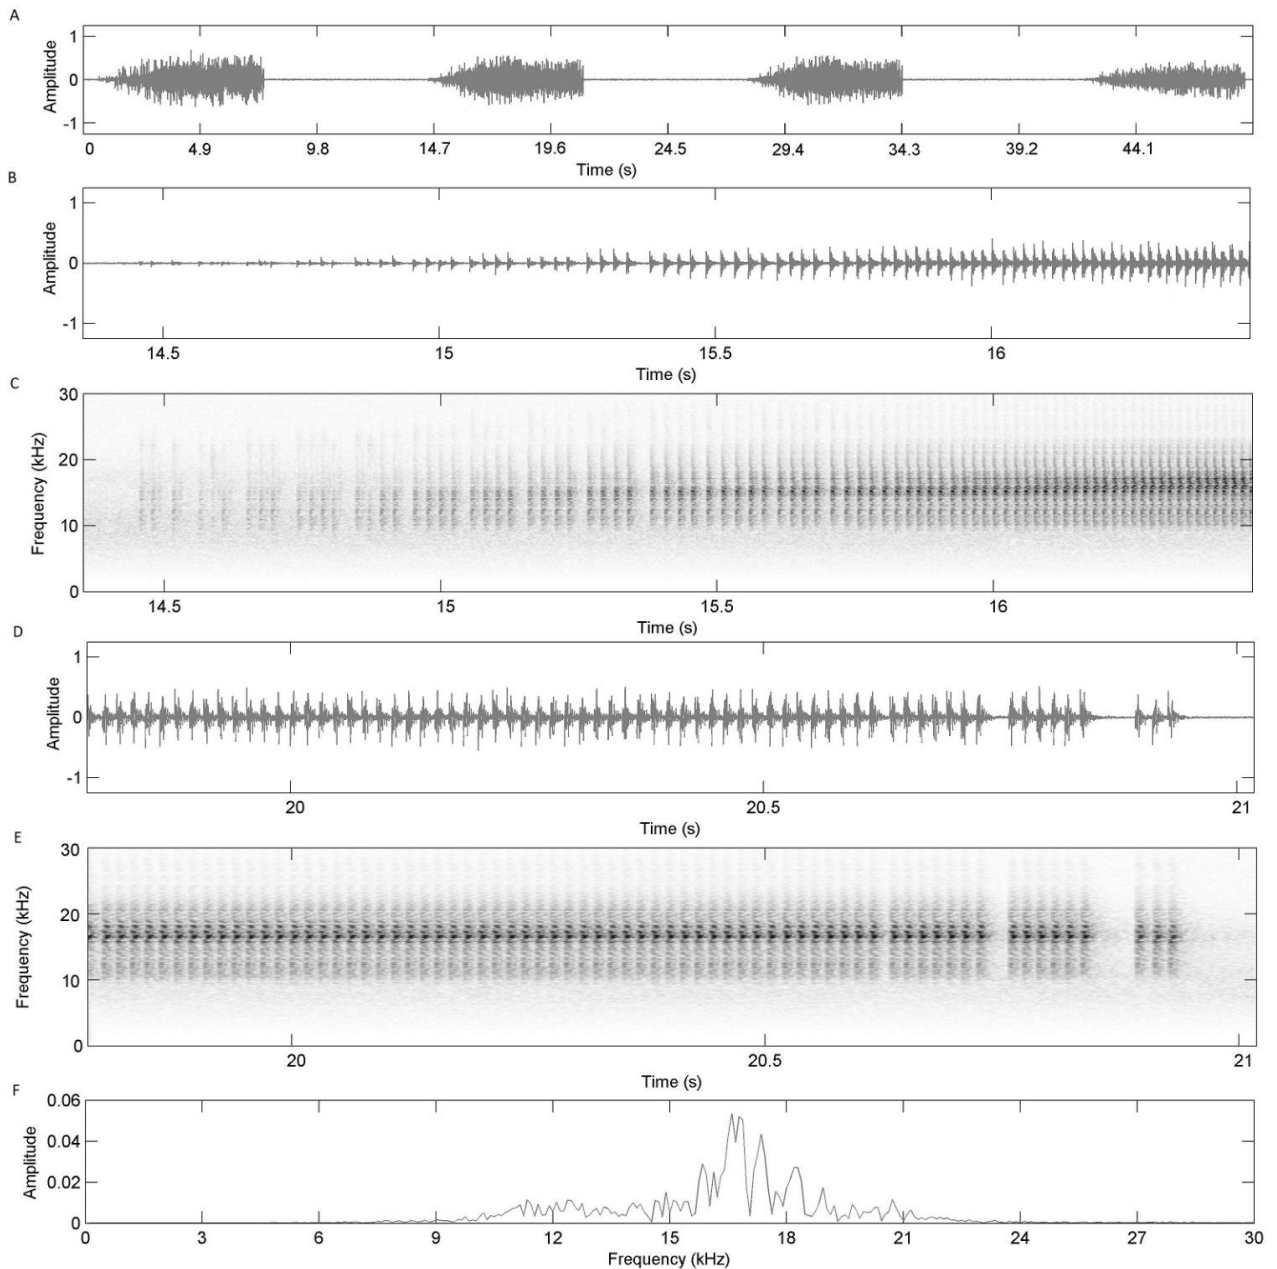 A
Amplitude
1
0
-1
0 4.9 9.8 14.7 19.6 24.5 29.4 34.3 39.2 44.1
Time (s)
B
Amplitude
1
0
-1
14.5 15 15.5 16
Time (s)
C
Frequency (kHz)
30
20
10
0
14.5 15 15.5 16
Time (s)
D
Amplitude
1
0
-1
20 20.5 21
Time (s)
E
Frequency (kHz)
30
20
10
0
20 20.5 21
Time (s)
F
Amplitude
0.06
0.04
0.02
0
0 3 6 9 12 15 18 21 24 27 30
Frequency (kHz)